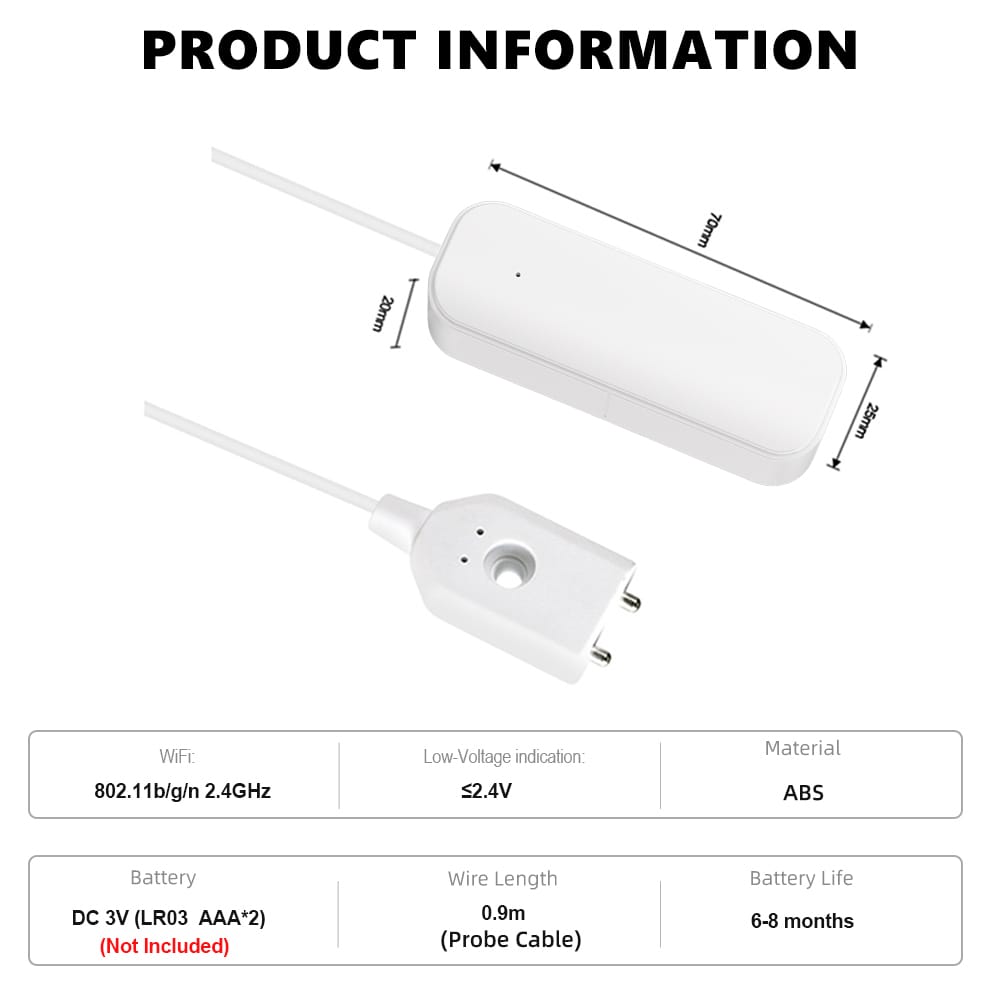 PRODUCT INFORMATION
70mm
20mm
25mm
WiFi:
802.11b/g/n 2.4GHz
Low-Voltage indication:
≤2.4V
Material
ABS
Battery
DC 3V (LR03 AAA*2)
(Not Included)
Wire Length
0.9m
(Probe Cable)
Battery Life
6-8 months